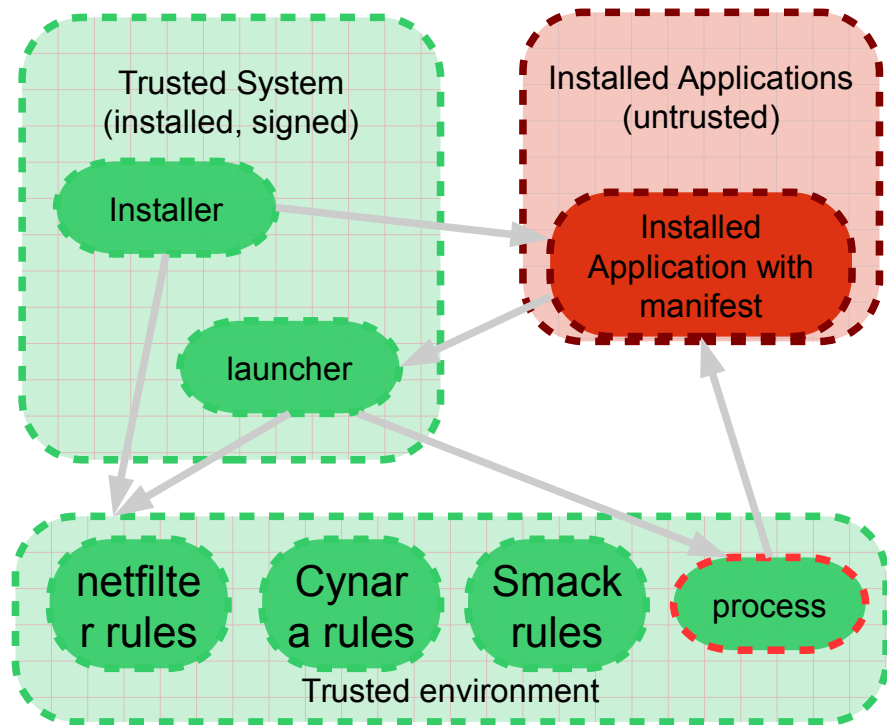 Trusted System
(installed, signed)
Installed Applications
(untrusted)
Installer
Installed
Application with
manifest
launcher
netfilte
r rules
Cynar
a rules
Smack
rules
process
Trusted environment